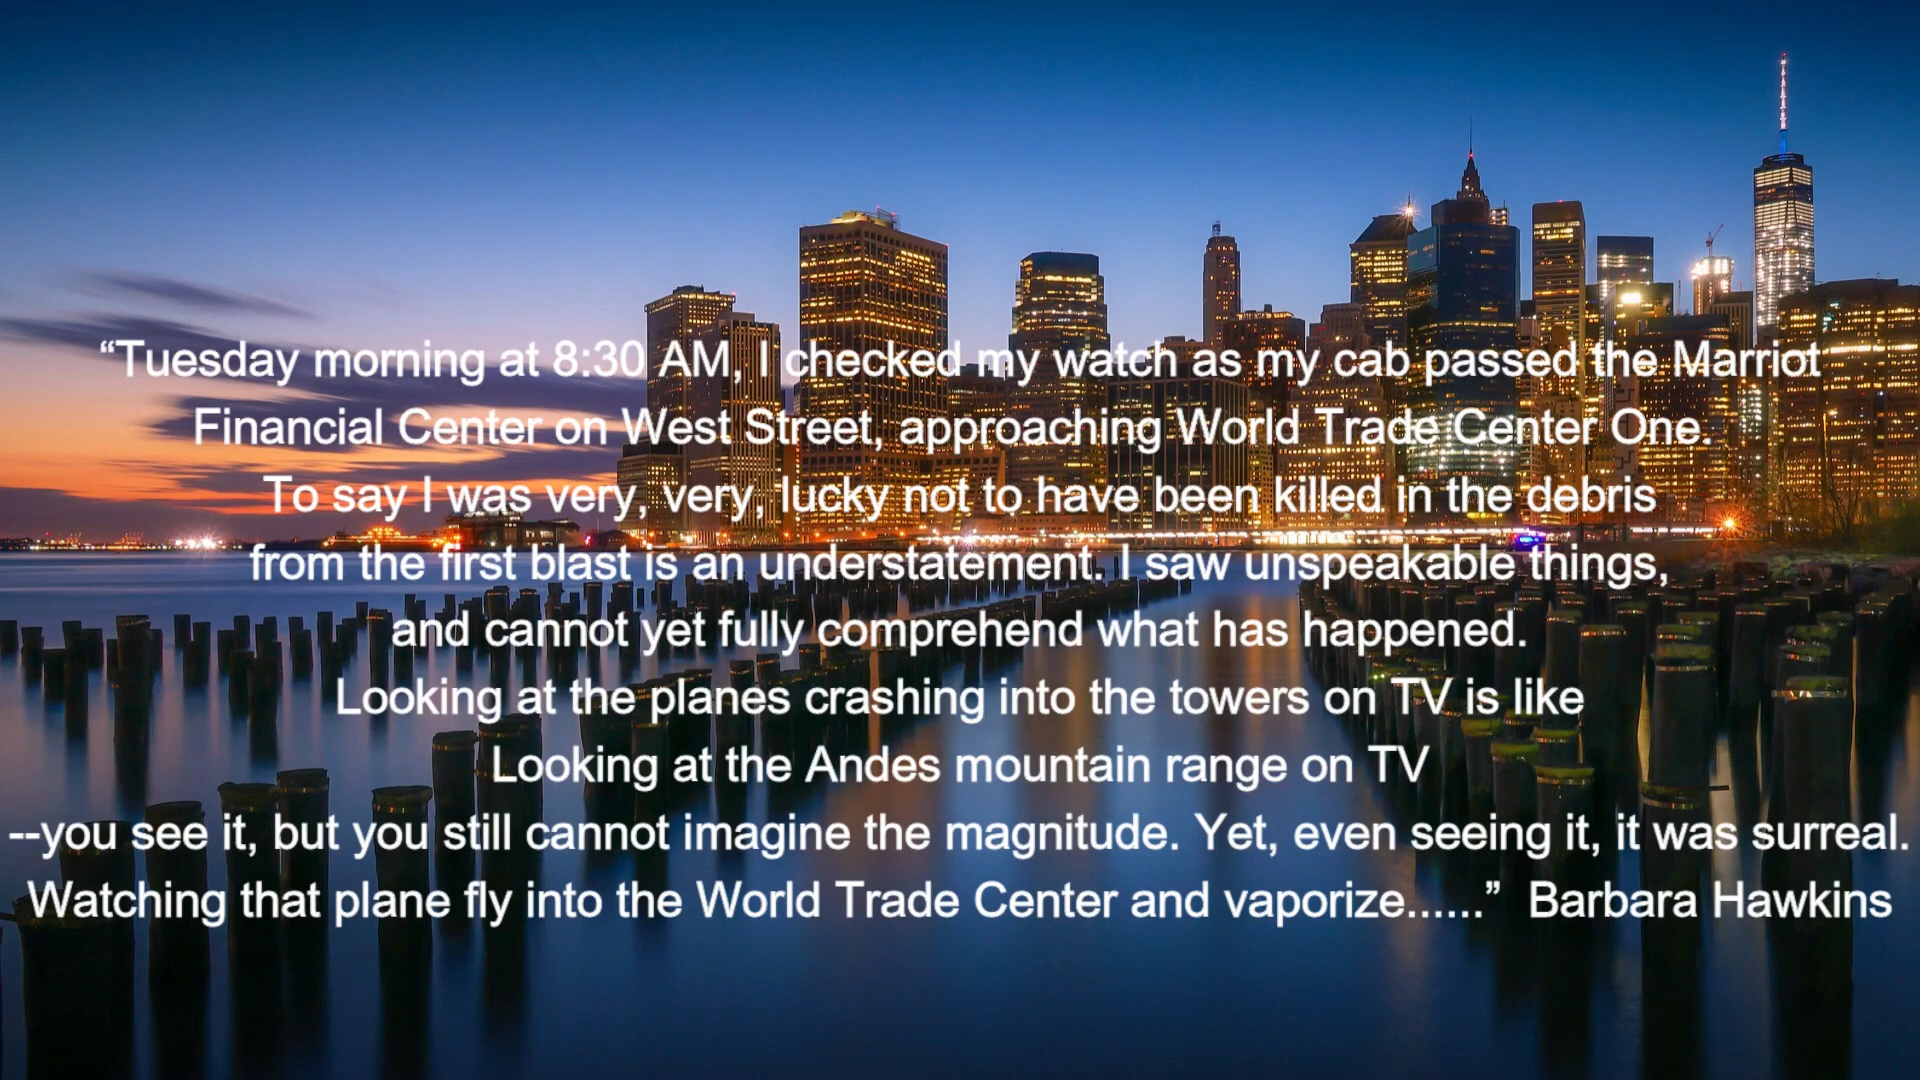 “Tuesday morning at 8:30 AM, I checked my watch as my cab passed the Marriot
Financial Center on West Street, approaching World Trade Center One.
To say I was very, very, lucky not to have been killed in the debris
from the first blast is an understatement. I saw unspeakable things,
and cannot yet fully comprehend what has happened.
Looking at the planes crashing into the towers on TV is like
Looking at the Andes mountain range on TV
--you see it, but you still cannot imagine the magnitude. Yet, even seeing it, it was surreal.
Watching that plane fly into the World Trade Center and vaporize......”  Barbara Hawkins